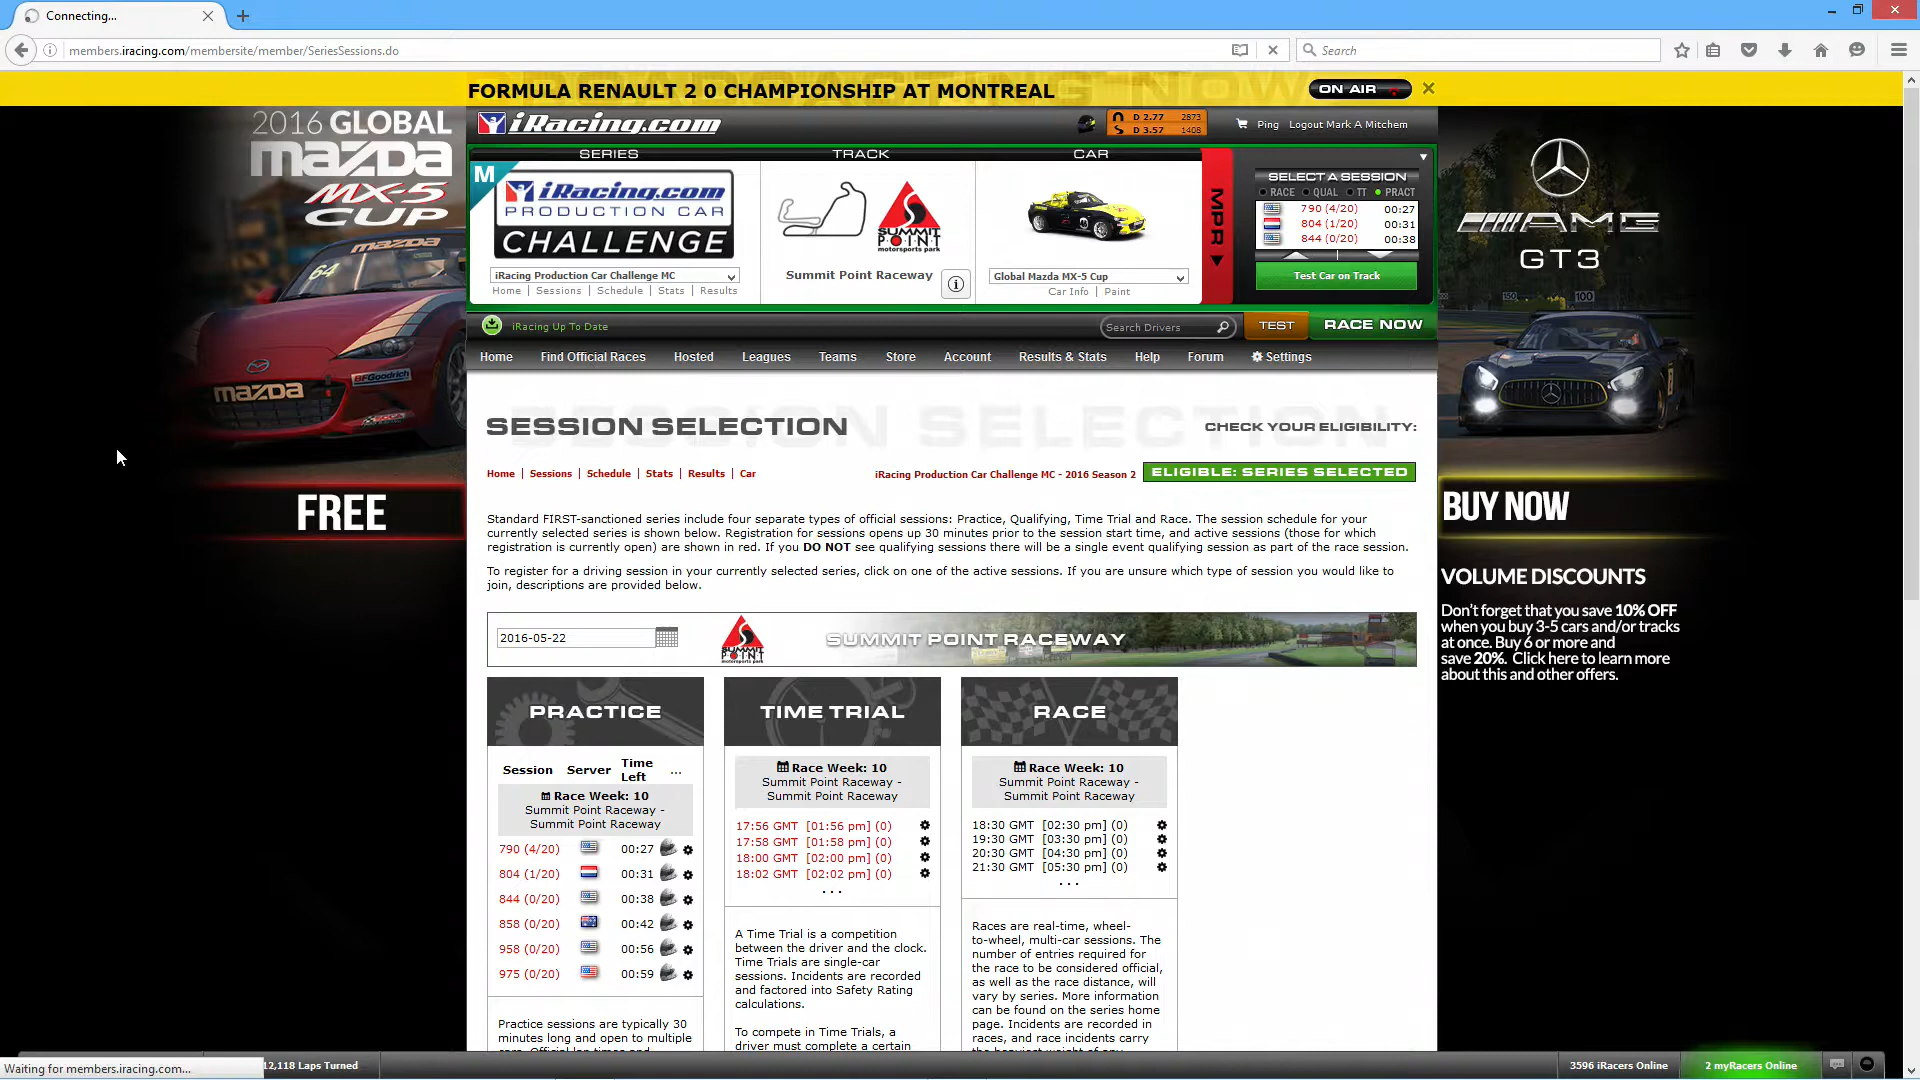 Connecting...
members.iracing.com/membersite/member/SeriesSessions.do
Search
FORMULA RENAULT 2 0 CHAMPIONSHIP AT MONTREAL
ON AIR
2016 GLOBAL
mazda
MX-5
CUP
mazda
64
mazda
BFGoodrich
FREE
iRacing.com
D 2.77 2873
D 3.57 1408
Ping Logout Mark A Mitchem
SERIES
TRACK
CAR
M
iRacing.com
PRODUCTION CAR
CHALLENGE
iRacing Production Car Challenge MC
Home | Sessions | Schedule | Stats | Results
SUMMIT
POINT
motorsports park
Summit Point Raceway
Global Mazda MX-5 Cup
Car Info | Paint
MPR
SELECT A SESSION
RACE QUAL TT PRACT
790 (4/20) 00:27
804 (1/20) 00:31
844 (0/20) 00:38
Test Car on Track
iRacing Up To Date
Search Drivers
TEST
RACE NOW
Home Find Official Races Hosted Leagues Teams Store Account Results & Stats Help Forum Settings
SESSION SELECTION
CHECK YOUR ELIGIBILITY:
Home | Sessions | Schedule | Stats | Results | Car
iRacing Production Car Challenge MC - 2016 Season 2
ELIGIBLE: SERIES SELECTED
Standard FIRST-sanctioned series include four separate types of official sessions: Practice, Qualifying, Time Trial and Race. The session schedule for your
currently selected series is shown below. Registration for sessions opens up 30 minutes prior to the session start time, and active sessions (those for which
registration is currently open) are shown in red. If you DO NOT see qualifying sessions there will be a single event qualifying session as part of the race session.
To register for a driving session in your currently selected series, click on one of the active sessions. If you are unsure which type of session you would like to
join, descriptions are provided below.
2016-05-22
SUMMIT
POINT
motorsports park
SUMMIT POINT RACEWAY
PRACTICE
Session Server Time Left ...
Race Week: 10
Summit Point Raceway -
Summit Point Raceway
790 (4/20) 00:27
804 (1/20) 00:31
844 (0/20) 00:38
858 (0/20) 00:42
958 (0/20) 00:56
975 (0/20) 00:59
Practice sessions are typically 30
minutes long and open to multiple
TIME TRIAL
Race Week: 10
Summit Point Raceway -
Summit Point Raceway
17:56 GMT [01:56 pm] (0)
17:58 GMT [01:58 pm] (0)
18:00 GMT [02:00 pm] (0)
18:02 GMT [02:02 pm] (0)
...
A Time Trial is a competition
between the driver and the clock.
Time Trials are single-car
sessions. Incidents are recorded
and factored into Safety Rating
calculations.
To compete in Time Trials, a
driver must complete a certain
RACE
Race Week: 10
Summit Point Raceway -
Summit Point Raceway
18:30 GMT [02:30 pm] (0)
19:30 GMT [03:30 pm] (0)
20:30 GMT [04:30 pm] (0)
21:30 GMT [05:30 pm] (0)
...
Races are real-time, wheel-
to-wheel, multi-car sessions. The
number of entries required for
the race to be considered official,
as well as the race distance, will
vary by series. More information
can be found on the series home
page. Incidents are recorded in
races, and race incidents carry
AMG
GT3
BUY NOW
VOLUME DISCOUNTS
Don't forget that you save 10% OFF
when you buy 3-5 cars and/or tracks
at once. Buy 6 or more and
save 20%. Click here to learn more
about this and other offers.
Waiting for members.iracing.com...
12,118 Laps Turned
3596 iRacers Online
2 myRacers Online